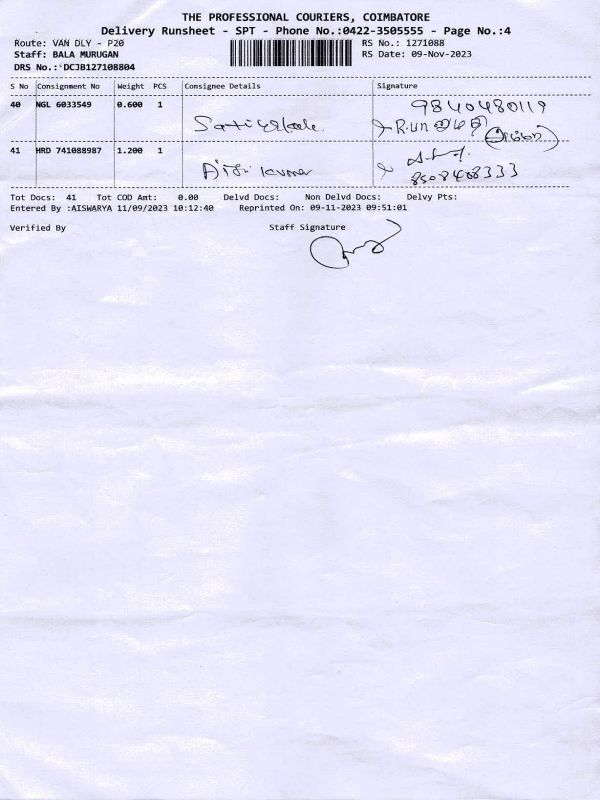 THE PROFESSIONAL COURIERS, COIMBATORE
Delivery Runsheet - SPT - Phone No.:0422-3505555 - Page No.:4
Route: VAN DLY - P20 RS No.: 1271088
Staff: BALA MURUGAN RS Date: 09-Nov-2023
DRS No.: DCJB127108804
S No Consignment No Weight PCS Consignee Details Signature
40 NGL 6033549 0.600 1 9840480119
R.un
41 HRD 741088987 1.200 1
kumar 8508408333
Tot Docs: 41 Tot COD Amt: 0.00 Delvd Docs: Non Delvd Docs: Delvy Pts:
Entered By :AISWARYA 11/09/2023 10:12:40 Reprinted On: 09-11-2023 09:51:01
Verified By Staff Signature